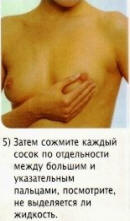 5) Затем сожмите каждый
сосок по отдельности
между большим и
указательным
пальцами, посмотрите,
не выделяется ли
жидкость.